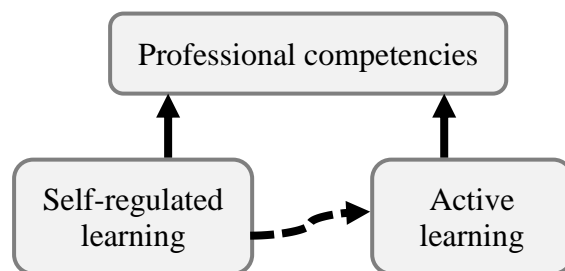 Professional competencies
Self-regulated
learning
Active
learning